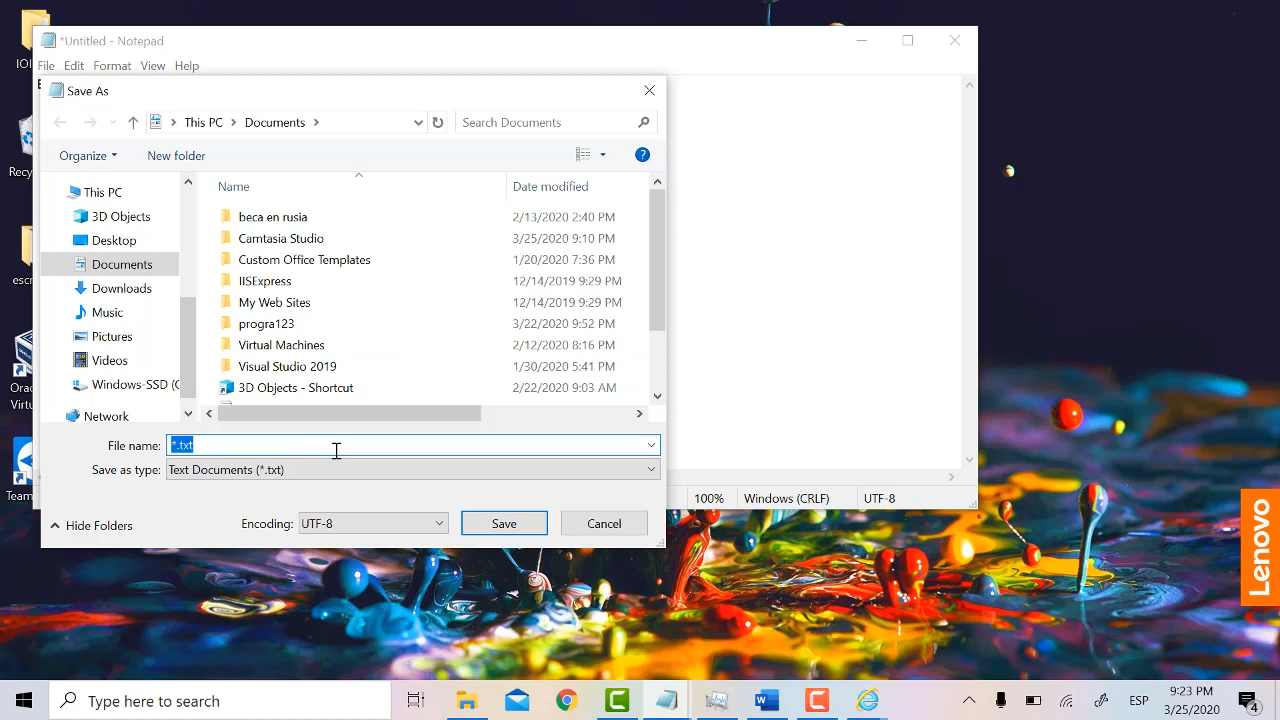 *Untitled - Notepad
File Edit Format View Help
Save As
This PC Documents Search Documents
Organize New folder
Name Date modified
This PC
3D Objects
Desktop
Documents
Downloads
Music
Pictures
Videos
Windows-SSD (C
Network
beca en rusia 2/13/2020 2:40 PM
Camtasia Studio 3/25/2020 9:10 PM
Custom Office Templates 1/20/2020 7:36 PM
IISExpress 12/14/2019 9:29 PM
My Web Sites 12/14/2019 9:29 PM
progra123 3/22/2020 9:52 PM
Virtual Machines 2/12/2020 8:16 PM
Visual Studio 2019 1/30/2020 5:41 PM
3D Objects - Shortcut 2/22/2020 9:03 AM
File name: *.txt
Save as type: Text Documents (*.txt)
Hide Folders Encoding: UTF-8 Save Cancel
100% Windows (CRLF) UTF-8
IOI
Recy
escr
Orac
Virtu
Team
Lenovo
Type here to search
ESP
9:23 PM
3/25/2020
4